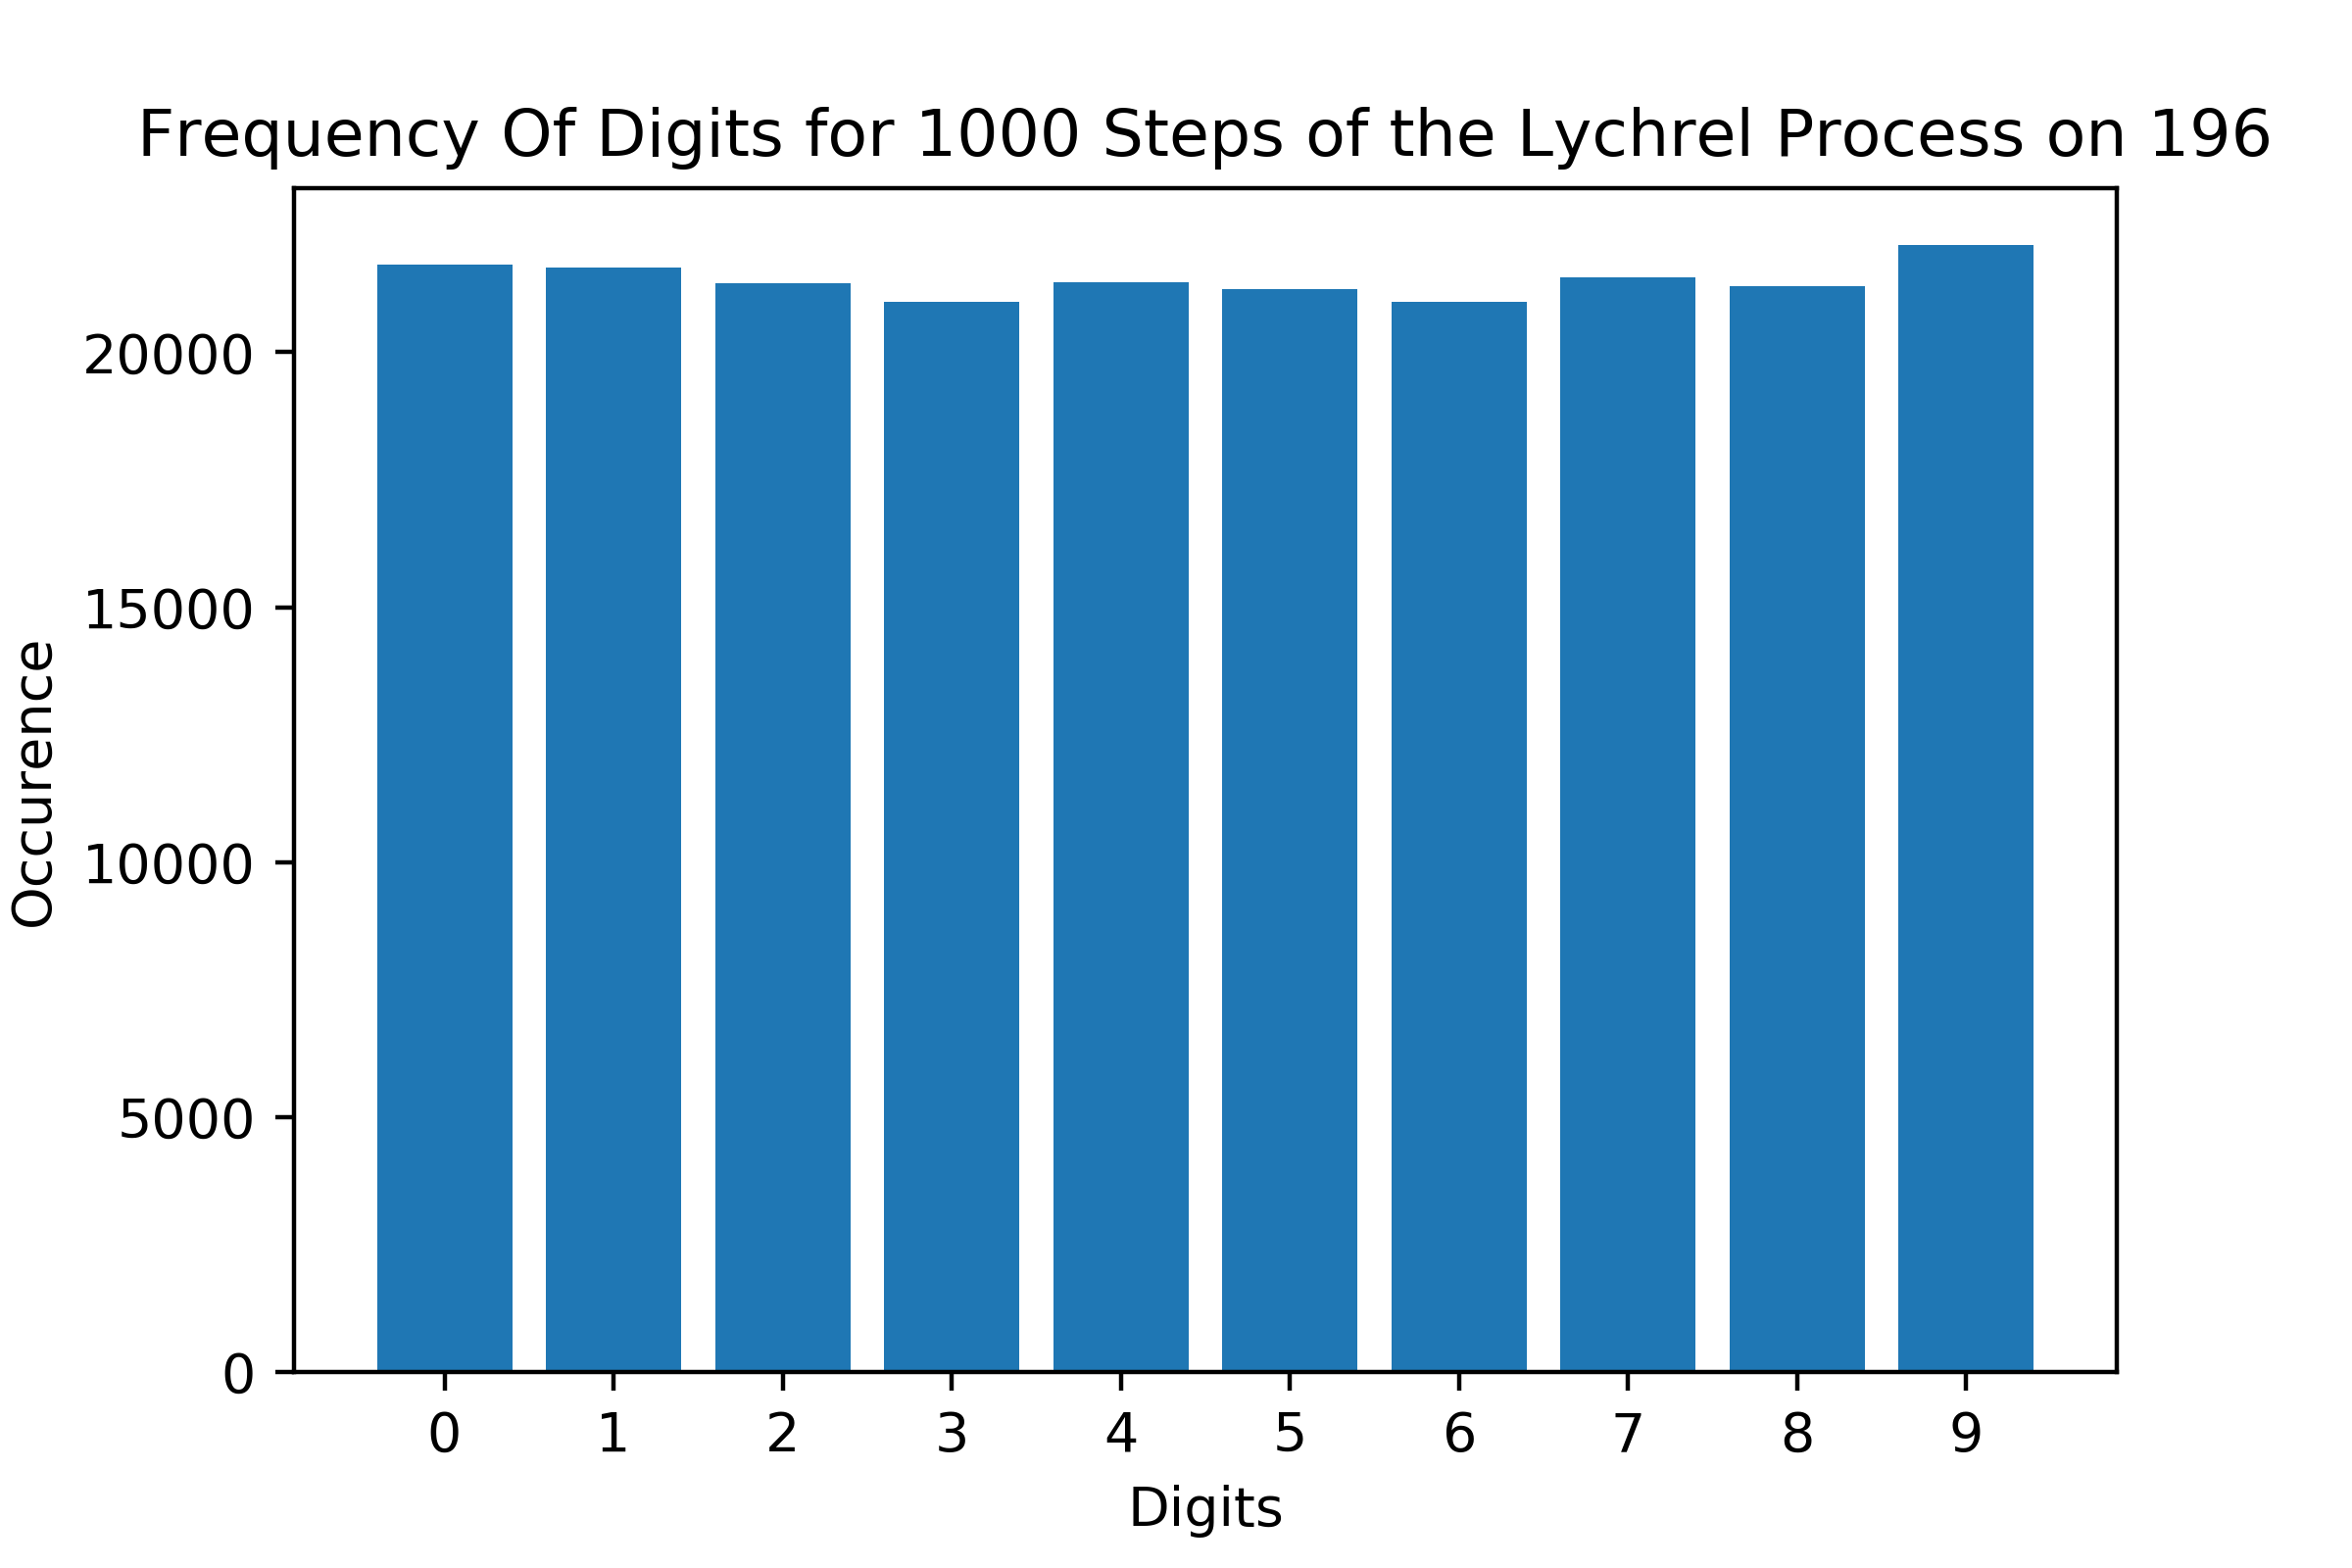 Frequency Of Digits for 1000 Steps of the Lychrel Process on 196
20000
15000
10000
5000
0
Occurence
0 1 2 3 4 5 6 7 8 9
Digits